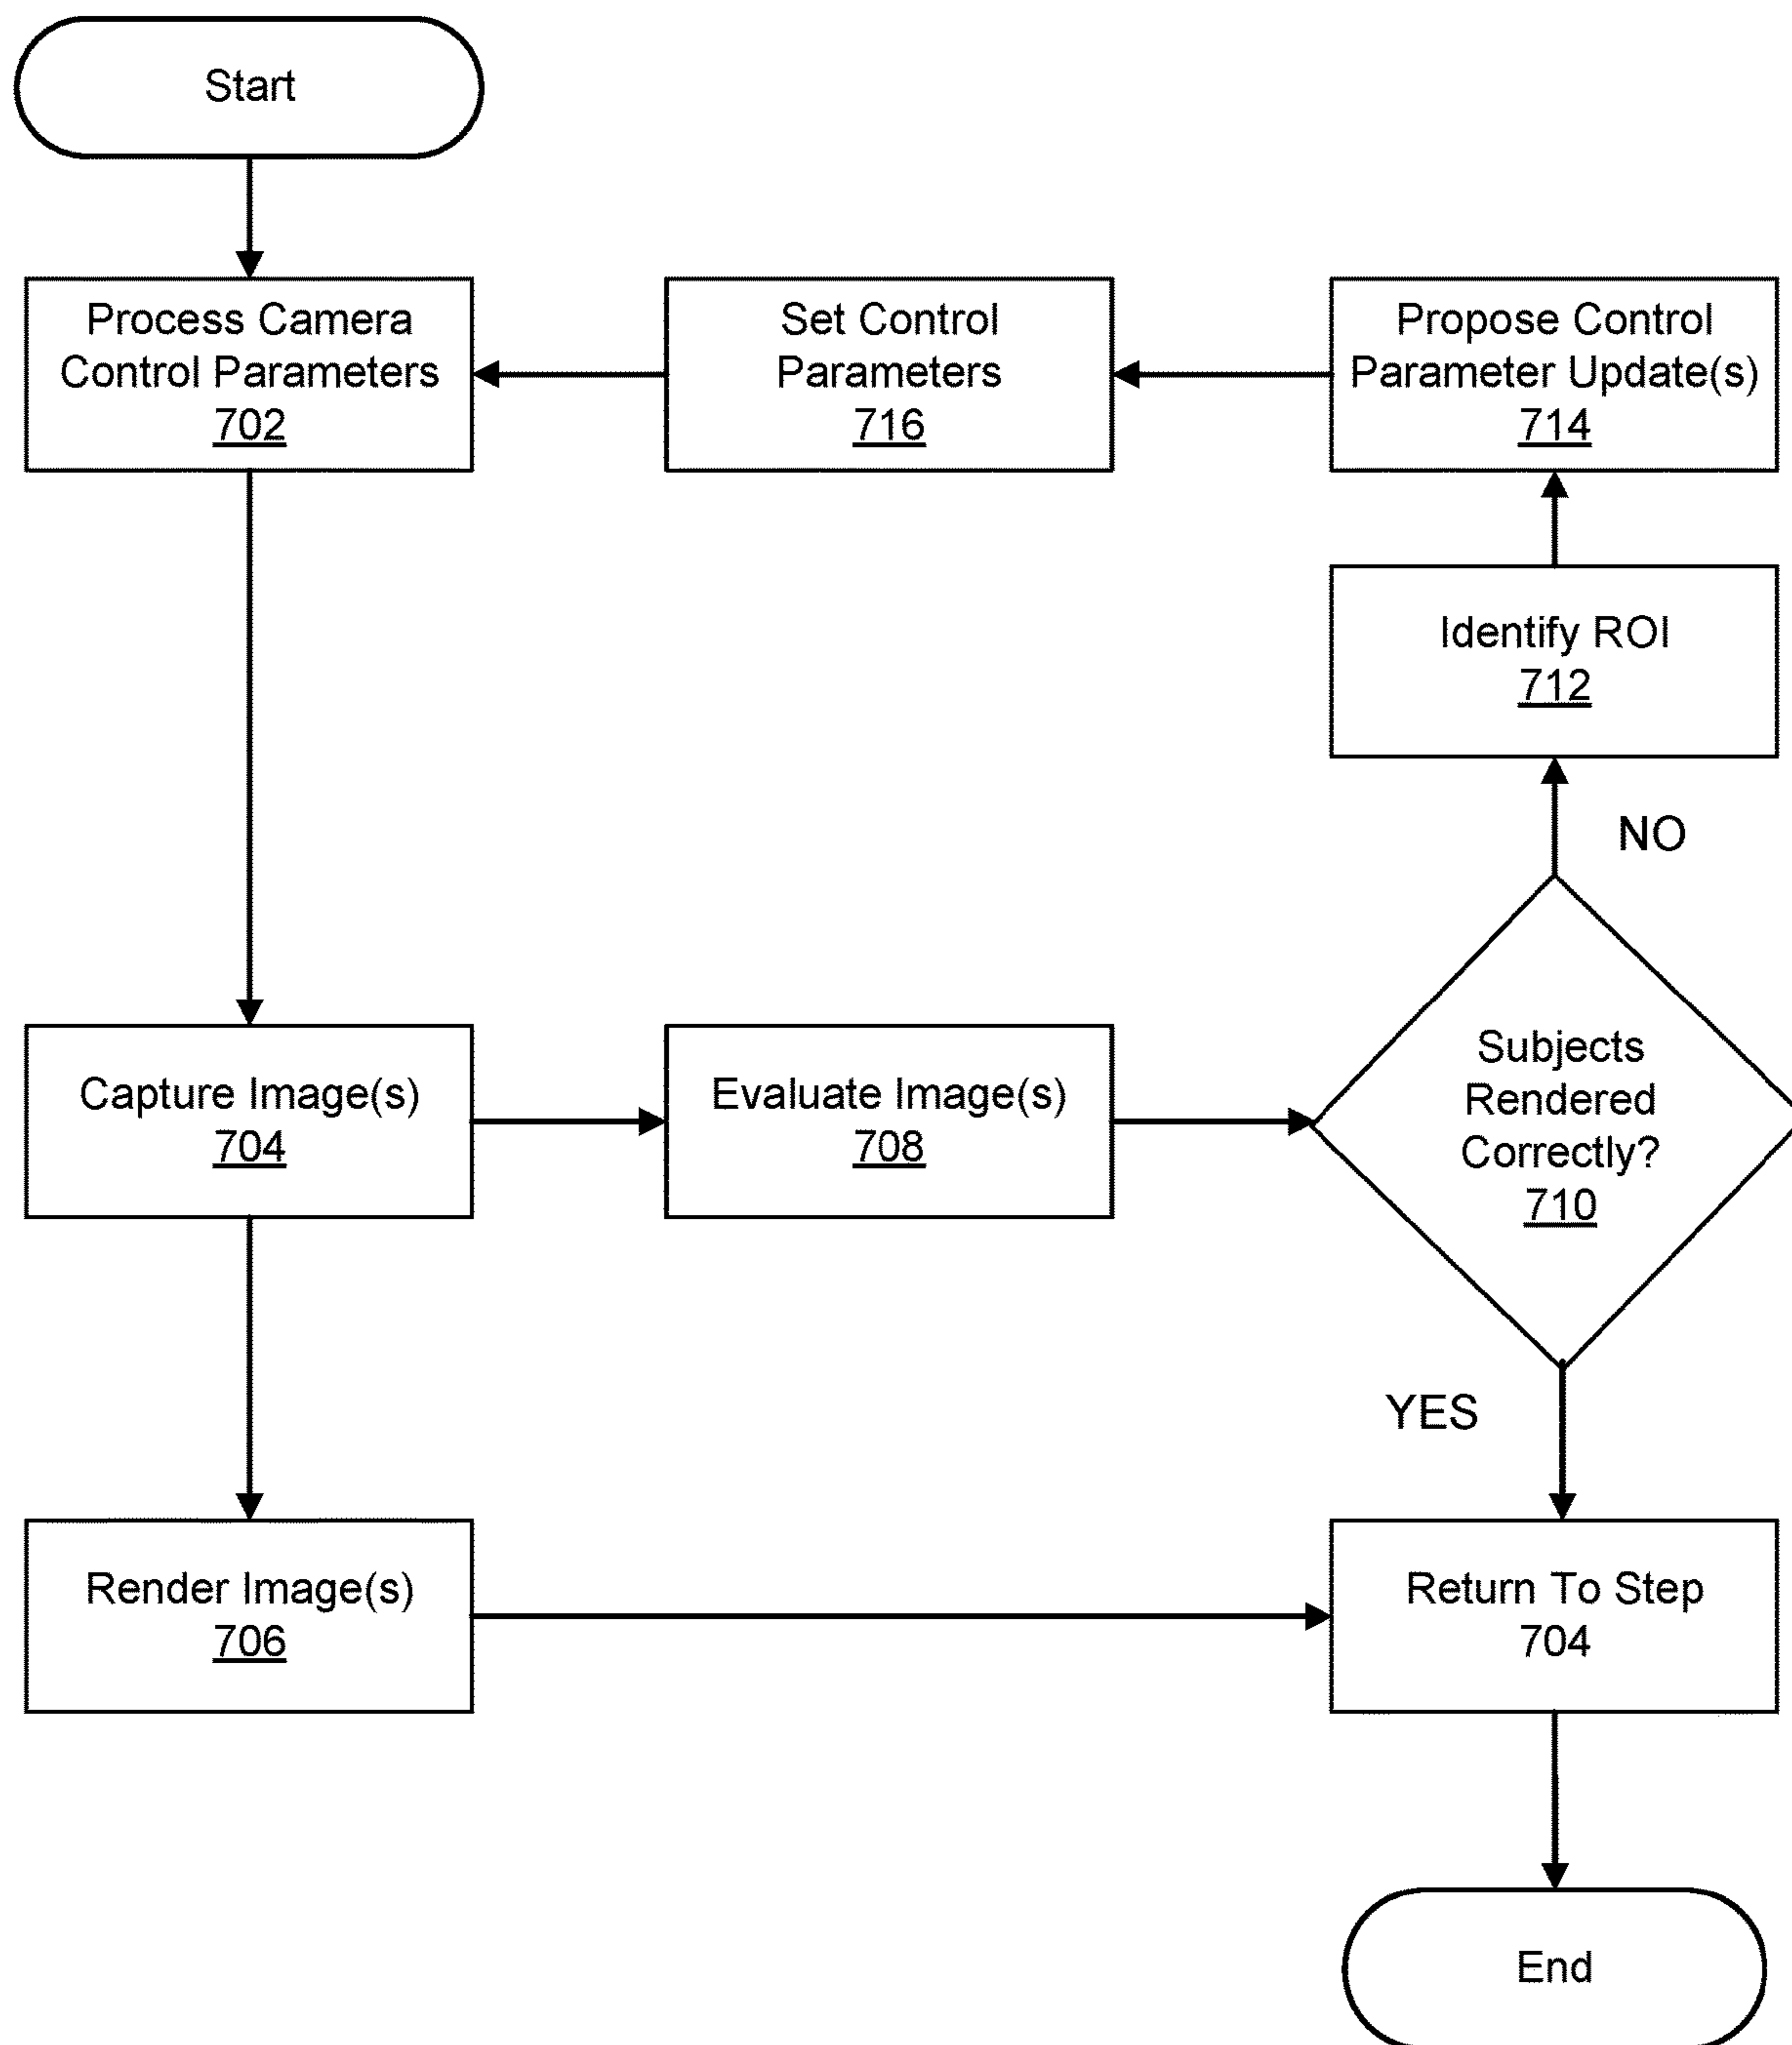 Start
Process Camera
Control Parameters
702
Set Control
Parameters
716
Propose Control
Parameter Update(s)
714
Identify ROI
712
NO
Capture Image(s)
704
Evaluate Image(s)
708
Subjects
Rendered
Correctly?
710
YES
Render Image(s)
706
Return To Step
704
End